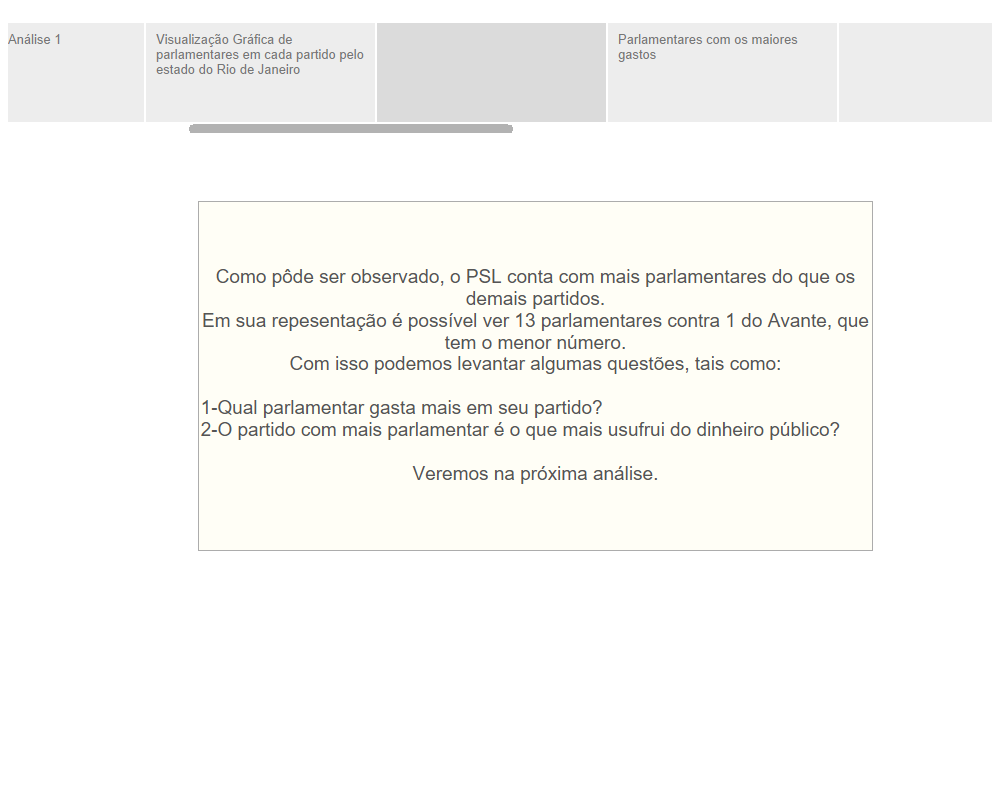 Análise 1
Visualização Gráfica de
parlamentares em cada partido pelo
estado do Rio de Janeiro
Parlamentares com os maiores
gastos
Como pôde ser observado, o PSL conta com mais parlamentares do que os
demais partidos.
Em sua repesentação é possível ver 13 parlamentares contra 1 do Avante, que
tem o menor número.
Com isso podemos levantar algumas questões, tais como:
1-Qual parlamentar gasta mais em seu partido?
2-O partido com mais parlamentar é o que mais usufrui do dinheiro público?
Veremos na próxima análise.